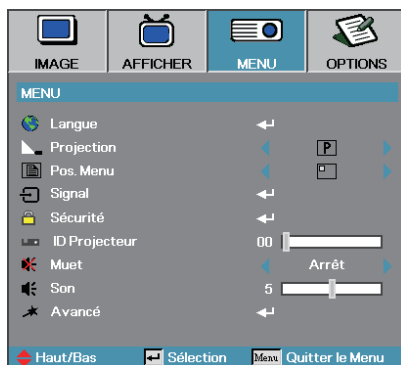 IMAGE AFFICHER MENU OPTIONS
MENU
Langue
Projection P
Pos. Menu
Signal
Sécurité
ID Projecteur 00
Muet Arrêt
Son 5
Avancé
Haut/Bas Sélection Menu Quitter le Menu